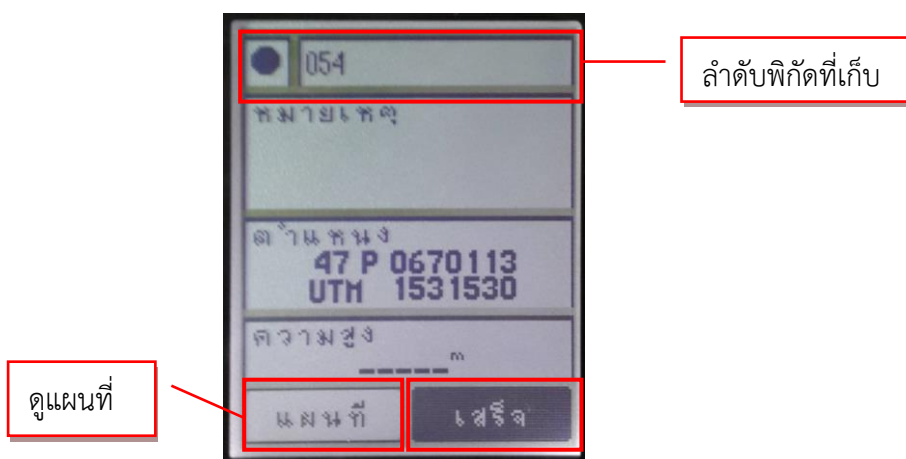 054
ลำดับพิกัดที่เก็บ
หมายเหตุ
ตำแหนง
47 P 0670113
UTM 1531530
ความสูง
-----ต
ดูแผนที่
แผนที่
เสร็จ